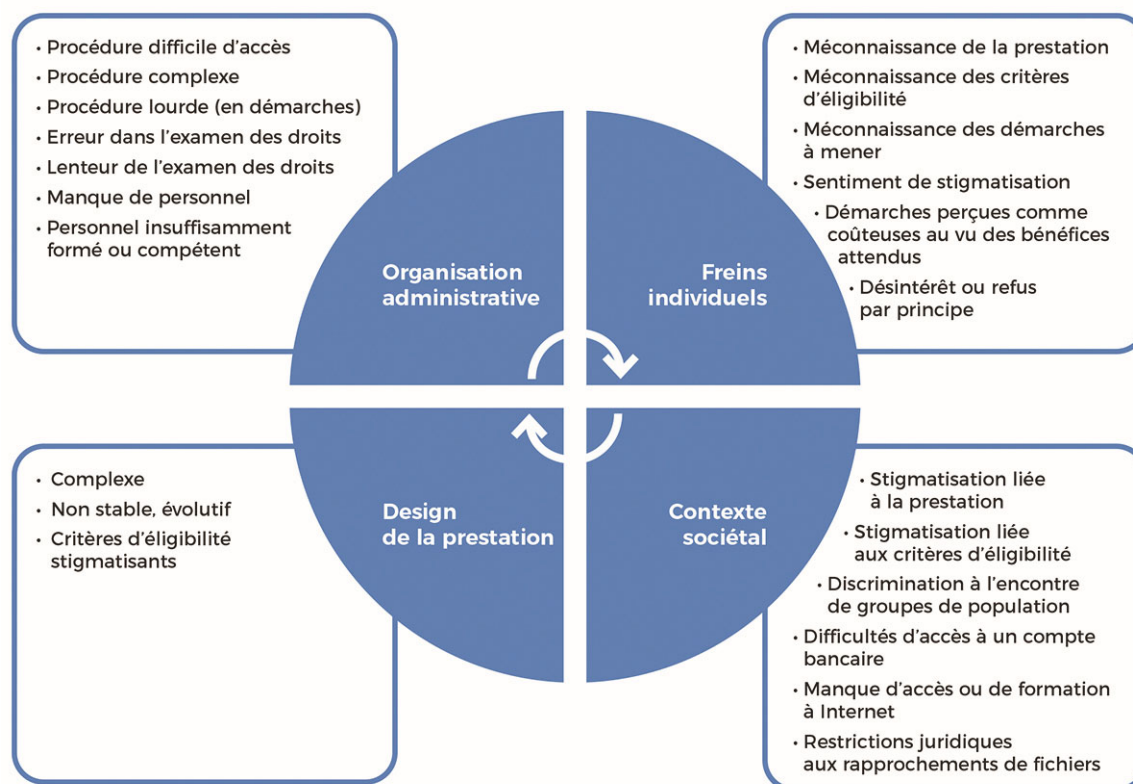 · Procédure difficile d’accès
· Procédure complexe
· Procédure lourde (en démarches)
· Erreur dans l’examen des droits
· Lenteur de l’examen des droits
· Manque de personnel
· Personnel insuffisamment
formé ou compétent
Organisation
administrative
· Méconnaissance de la prestation
· Méconnaissance des critères
d’éligibilité
· Méconnaissance des démarches
à mener
· Sentiment de stigmatisation
· Démarches perçues comme
coûteuses au vu des bénéfices
attendus
· Désintérêt ou refus
par principe
Freins
individuels
· Complexe
· Non stable, évolutif
· Critères d’éligibilité
stigmatisants
Design
de la prestation
Contexte
sociétal
· Stigmatisation liée
à la prestation
· Stigmatisation liée
aux critères d’éligibilité
· Discrimination à l’encontre
de groupes de population
· Difficultés d’accès à un compte
bancaire
· Manque d’accès ou de formation
à Internet
· Restrictions juridiques
aux rapprochements de fichiers